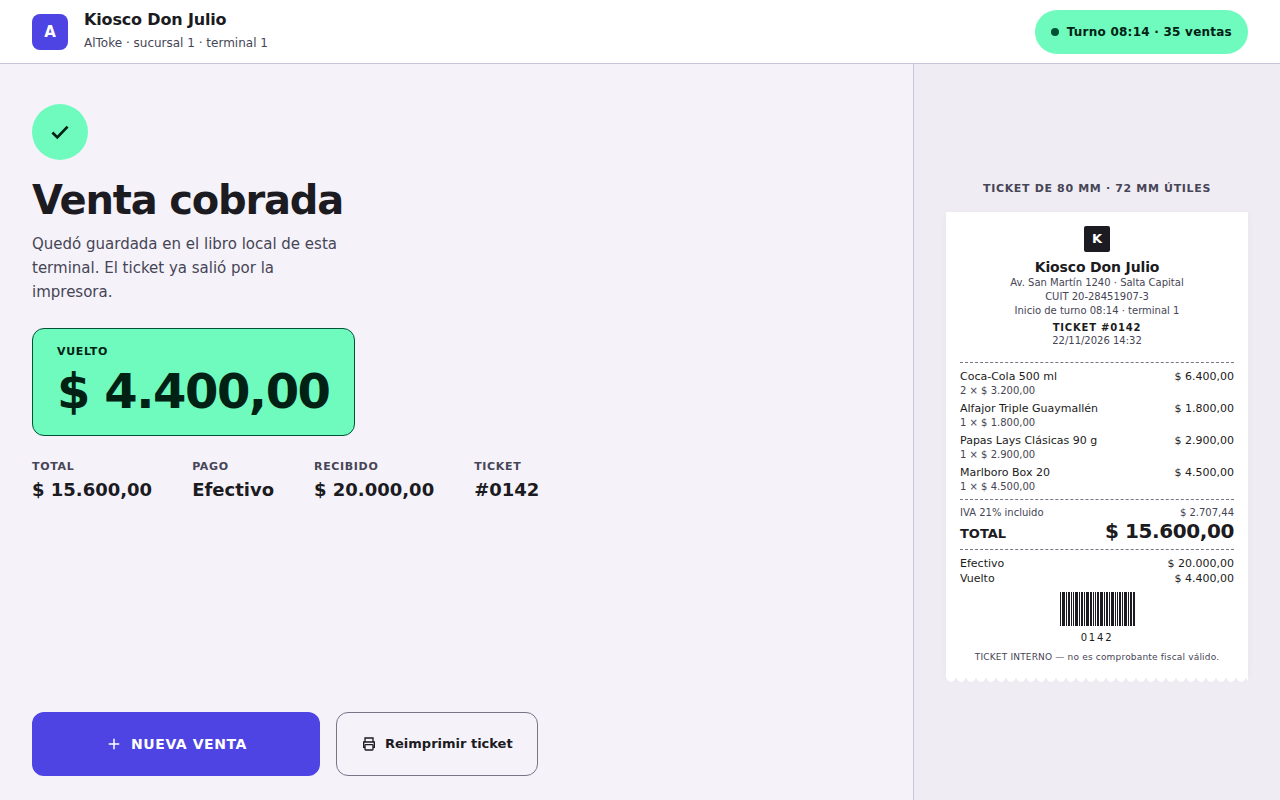 A
Kiosco Don Julio
AlToke · sucursal 1 · terminal 1
Turno 08:14 · 35 ventas
Venta cobrada
Quedó guardada en el libro local de esta
terminal. El ticket ya salió por la
impresora.
VUELTO
$ 4.400,00
TOTAL PAGO RECIBIDO TICKET
$ 15.600,00 Efectivo $ 20.000,00 #0142
NUEVA VENTA
Reimprimir ticket
TICKET DE 80 MM · 72 MM ÚTILES
K
Kiosco Don Julio
Av. San Martín 1240 · Salta Capital
CUIT 20-28451907-3
Inicio de turno 08:14 · terminal 1
TICKET #0142
22/11/2026 14:32
Coca-Cola 500 ml $ 6.400,00
2 × $ 3.200,00
Alfajor Triple Guaymallén $ 1.800,00
1 × $ 1.800,00
Papas Lays Clásicas 90 g $ 2.900,00
1 × $ 2.900,00
Marlboro Box 20 $ 4.500,00
1 × $ 4.500,00
IVA 21% incluido $ 2.707,44
TOTAL $ 15.600,00
Efectivo $ 20.000,00
Vuelto $ 4.400,00
0142
TICKET INTERNO — no es comprobante fiscal válido.